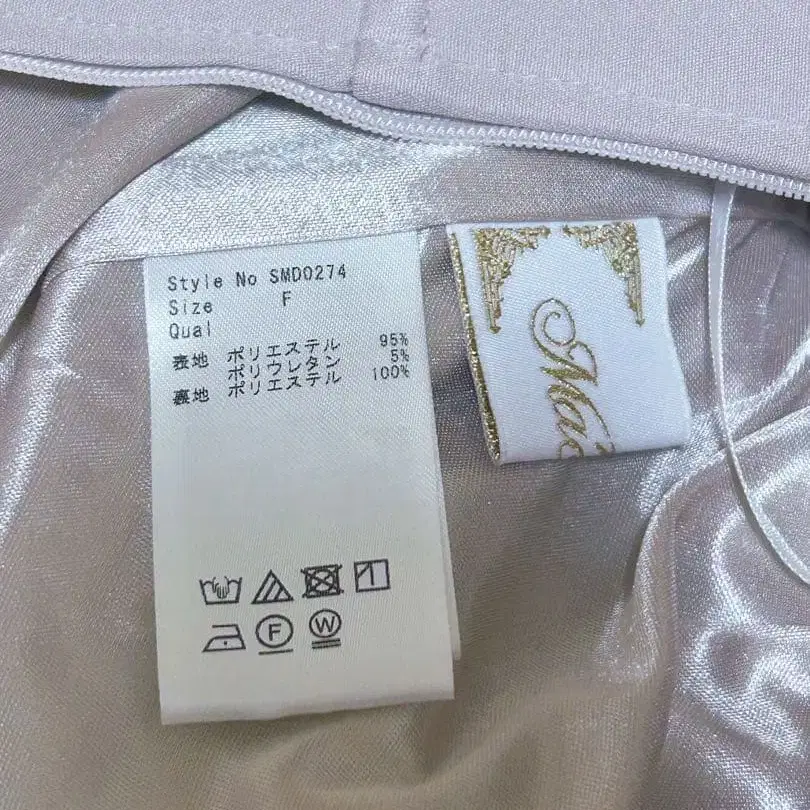 Style No SMD0274
Size F
Qual
表地 ポリエステル 95%
ポリウレタン 5%
裏地 ポリエステル 100%
F
W